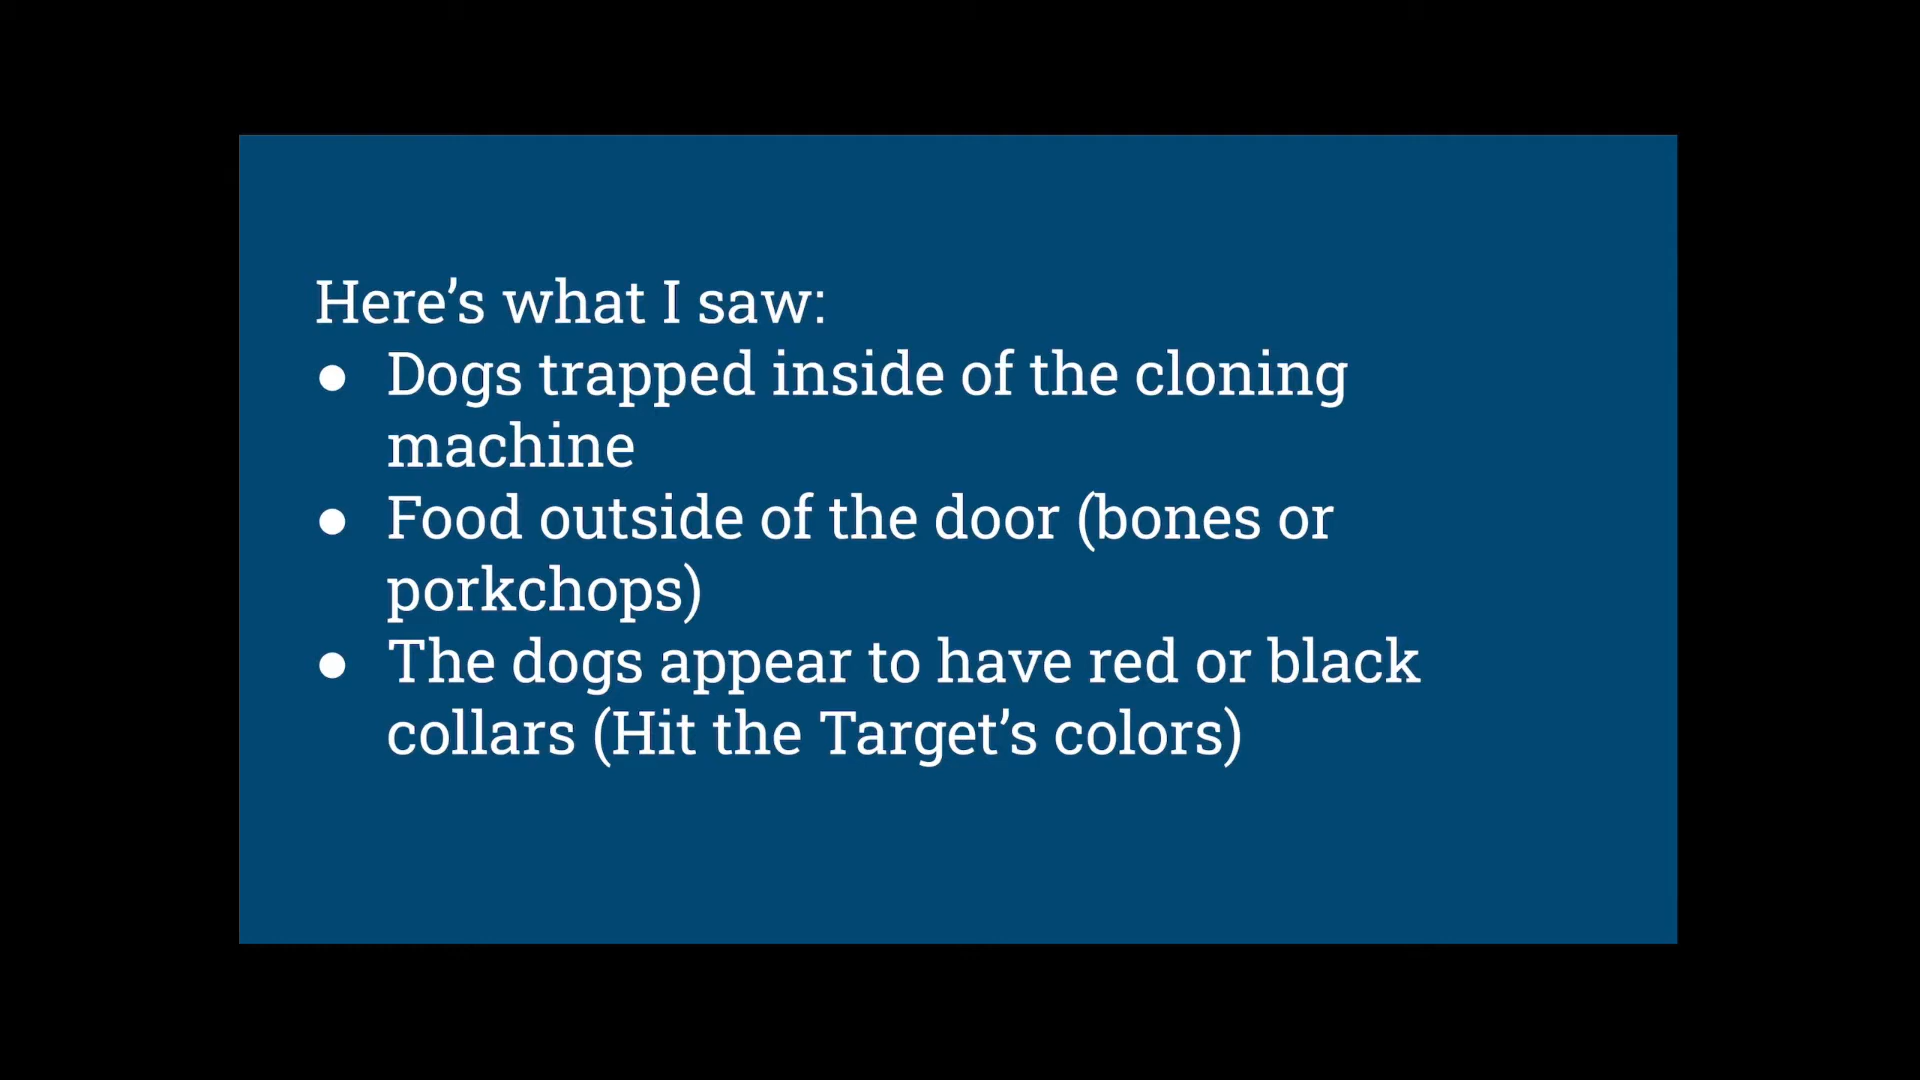 Here’s what I saw:
● Dogs trapped inside of the cloning
machine
● Food outside of the door (bones or
porkchops)
● The dogs appear to have red or black
collars (Hit the Target’s colors)